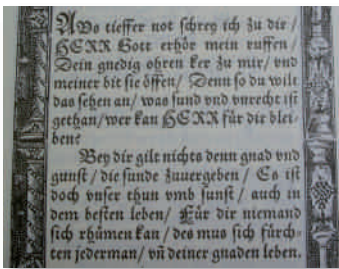 AVs tieffer not schrey ich zu dir /
HERR Gott erhör mein ruffen /
Dein gnedig ohren ker zu mir / vnd
meiner bit sie öffen / Denn so du wilt
das sehen an / was sund vnd vnrecht ist
gethan / wer kan HERR für dir blei-
ben?
Bey dir gilt nichts denn gnad vnd
gunst / die sunde zuuergeben / Es ist
doch vnser thun vmb sunst / auch in
dem besten leben / Für dir niemand
sich rhümen kan / des mus sich fürch-
ten jederman / vñ deiner gnaden leben.